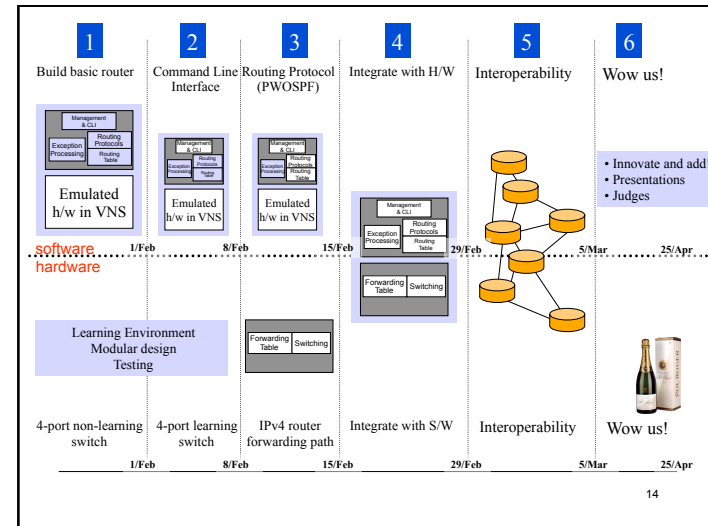 1
2
3
4
5
6
Build basic router
Command Line
Interface
Routing Protocol
(PWOSPF)
Integrate with H/W
Interoperability
Wow us!
Management
& CLI
Exception
Processing
Routing
Protocols
Routing
Table
Emulated
h/w in VNS
Management
& CLI
Exception
Processing
Routing
Protocols
Routing
Table
Emulated
h/w in VNS
Management
& CLI
Exception
Processing
Routing
Protocols
Routing
Table
Emulated
h/w in VNS
Management
& CLI
Exception
Processing
Routing
Protocols
Routing
Table
• Innovate and add!
• Presentations
• Judges
software
1/Feb
8/Feb
15/Feb
29/Feb
5/Mar
25/Apr
hardware
Forwarding
Table
Switching
Learning Environment
Modular design
Testing
Forwarding
Table
Switching
POL ROGER
4-port non-learning
switch
4-port learning
switch
IPv4 router
forwarding path
Integrate with S/W
Interoperability
Wow us!
1/Feb
8/Feb
15/Feb
29/Feb
5/Mar
25/Apr
14